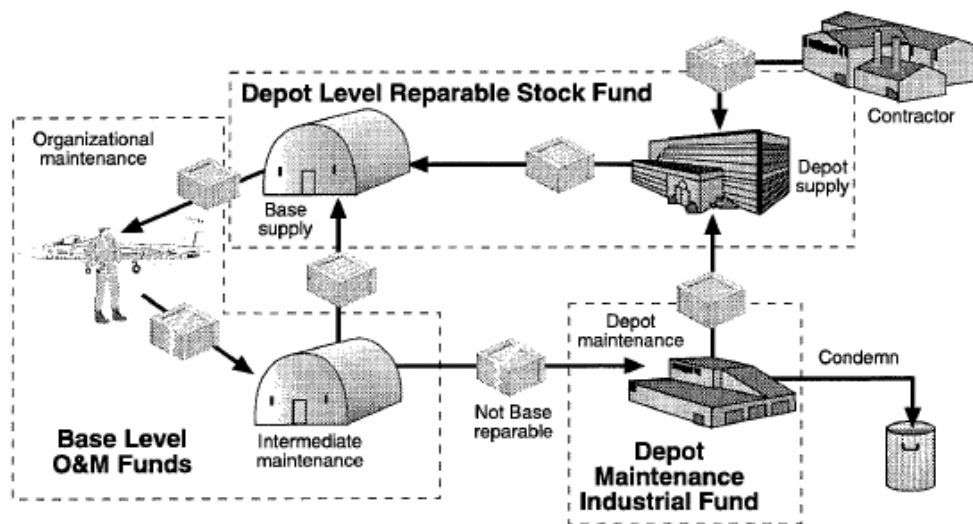 Depot Level Reparable Stock Fund
Contractor
Organizational
maintenance
Depot
supply
Base
supply
Depot
maintenance
Condemn
Not Base
reparable
Intermediate
maintenance
Base Level
O&M Funds
Depot
Maintenance
Industrial Fund